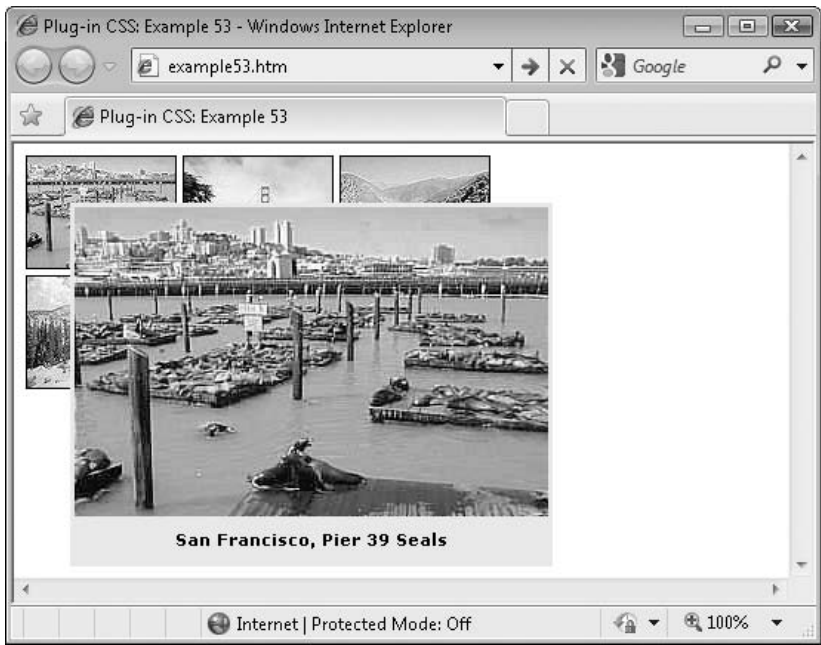 Plug-in CSS: Example 53 - Windows Internet Explorer
example53.htm
Google
Plug-in CSS: Example 53
San Francisco, Pier 39 Seals
Internet | Protected Mode: Off
100%